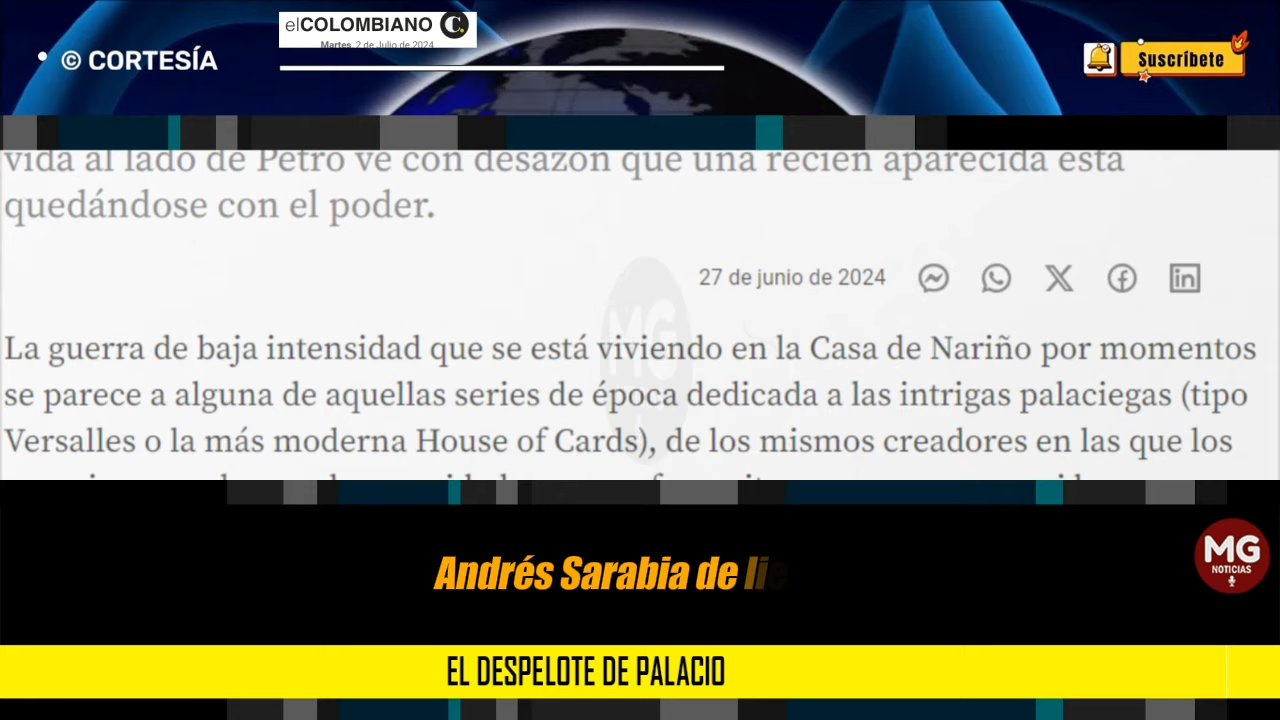 elCOLOMBIANO
Martes, 2 de Julio de 2024
© CORTESÍA
Suscríbete
vida al lado de Petro ve con desazón que una recién aparecida está
quedándose con el poder.
27 de junio de 2024
La guerra de baja intensidad que se está viviendo en la Casa de Nariño por momentos
se parece a alguna de aquellas series de época dedicada a las intrigas palaciegas (tipo
Versalles o la más moderna House of Cards), de los mismos creadores en las que los
MG
Andrés Sarabia de lie
MG
NOTICIAS
EL DESPELOTE DE PALACIO